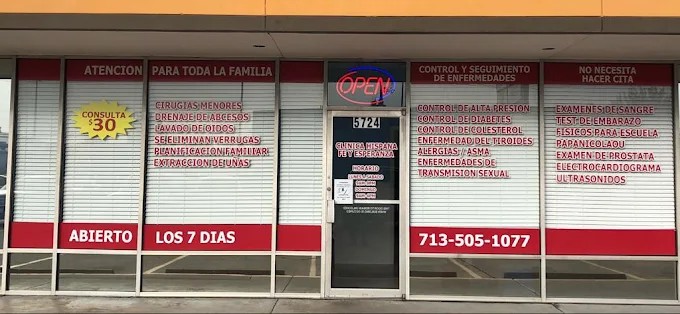 ATENCION PARA TODA LA FAMILIA
CONSULTA
$30
CIRUGIAS MENORES
DRENAJE DE ABCESOS
LAVADO DE OIDOS
SE ELIMINAN VERRUGAS
PLANIFICACION FAMILIAR
EXTRACCION DE UÑAS
ABIERTO LOS 7 DIAS
OPEN
5724
CLINICA HISPANA
FE Y ESPERANZA
HORARIO
CONTROL Y SEGUIMIENTO
DE ENFERMEDADES
CONTROL DE ALTA PRESION
CONTROL DE DIABETES
CONTROL DE COLESTEROL
ENFERMEDAD DEL TIROIDES
ALERGIAS / ASMA
ENFERMEDADES DE
TRANSMISION SEXUAL
713-505-1077
NO NECESITA
HACER CITA
EXAMENES DE SANGRE
TEST DE EMBARAZO
FISICOS PARA ESCUELA
PAPANICOLAOU
EXAMEN DE PROSTATA
ELECTROCARDIOGRAMA
ULTRASONIDOS